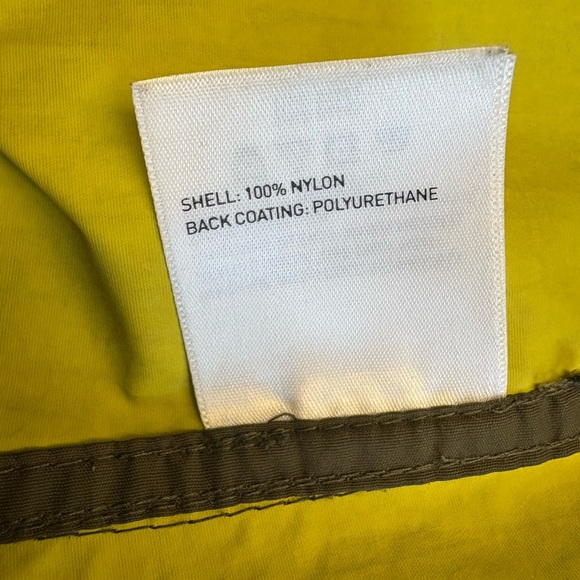 SHELL: 100% NYLON
BACK COATING: POLYURETHANE